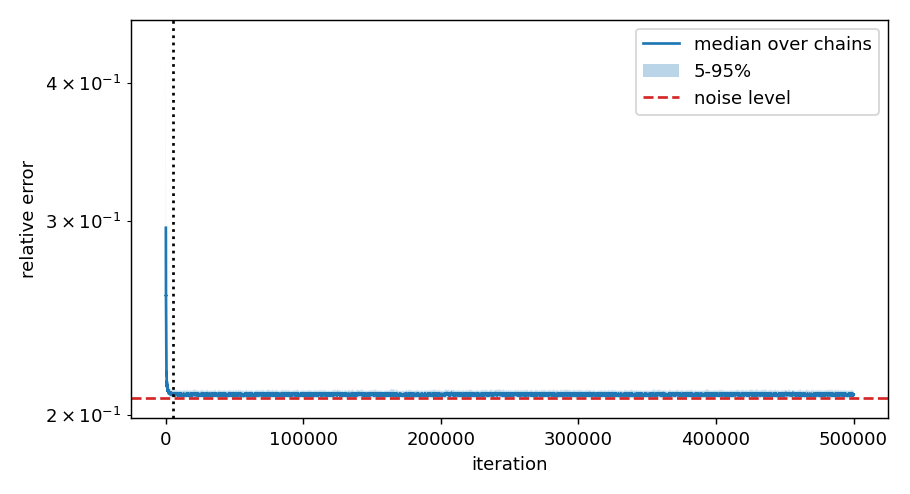 median over chains
5-95%
noise level
relative error
4 × 10⁻¹
3 × 10⁻¹
2 × 10⁻¹
0 100000 200000 300000 400000 500000
iteration